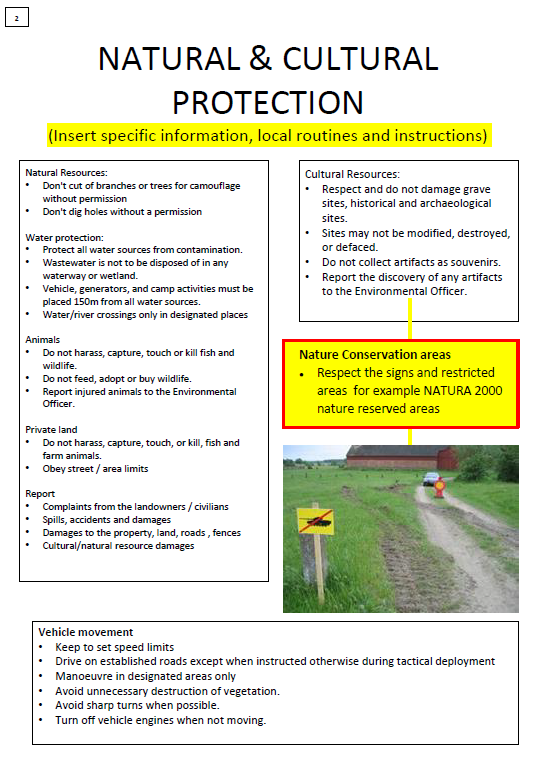 2
NATURAL & CULTURAL
PROTECTION
(Insert specific information, local routines and instructions)
Natural Resources:
• Don't cut of branches or trees for camouflage
without permission
• Don't dig holes without a permission
Water protection:
• Protect all water sources from contamination.
• Wastewater is not to be disposed of in any
waterway or wetland.
• Vehicle, generators, and camp activities must be
placed 150m from all water sources.
• Water/river crossings only in designated places
Animals
• Do not harass, capture, touch or kill fish and
wildlife.
• Do not feed, adopt or buy wildlife.
• Report injured animals to the Environmental
Officer.
Private land
• Do not harass, capture, touch, or kill, fish and
farm animals.
• Obey street / area limits
Report
• Complaints from the landowners / civilians
• Spills, accidents and damages
• Damages to the property, land, roads , fences
• Cultural/natural resource damages
Cultural Resources:
• Respect and do not damage grave
sites, historical and archaeological
sites.
• Sites may not be modified, destroyed,
or defaced.
• Do not collect artifacts as souvenirs.
• Report the discovery of any artifacts
to the Environmental Officer.
Nature Conservation areas
• Respect the signs and restricted
areas for example NATURA 2000
nature reserved areas
Vehicle movement
• Keep to set speed limits
• Drive on established roads except when instructed otherwise during tactical deployment
• Manoeuvre in designated areas only
• Avoid unnecessary destruction of vegetation.
• Avoid sharp turns when possible.
• Turn off vehicle engines when not moving.